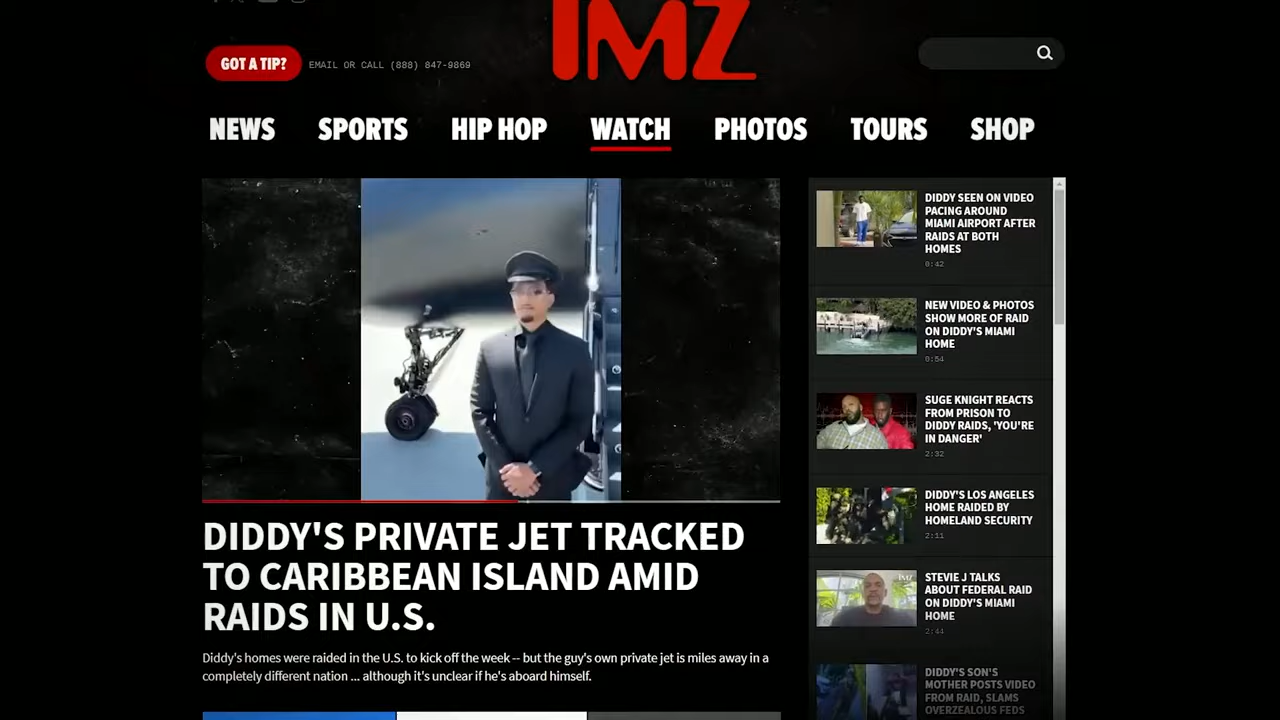 TMZ
GOT A TIP?
EMAIL OR CALL (888) 847-9869
NEWS
SPORTS
HIP HOP
WATCH
PHOTOS
TOURS
SHOP
DIDDY'S PRIVATE JET TRACKED
TO CARIBBEAN ISLAND AMID
RAIDS IN U.S.
Diddy's homes were raided in the U.S. to kick off the week -- but the guy's own private jet is miles away in a
completely different nation ... although it's unclear if he's aboard himself.
DIDDY SEEN ON VIDEO
PACING AROUND
MIAMI AIRPORT AFTER
RAIDS AT BOTH
HOMES
0:42
NEW VIDEO & PHOTOS
SHOW MORE OF RAID
ON DIDDY'S MIAMI
HOME
0:54
SUGE KNIGHT REACTS
FROM PRISON TO
DIDDY RAIDS, 'YOU'RE
IN DANGER'
2:32
DIDDY'S LOS ANGELES
HOME RAIDED BY
HOMELAND SECURITY
2:11
TMZ
STEVIE J TALKS
ABOUT FEDERAL RAID
ON DIDDY'S MIAMI
HOME
2:44
DIDDY'S SON'S
MOTHER POSTS VIDEO
FROM RAID, SLAMS
OVERZEALOUS FEDS